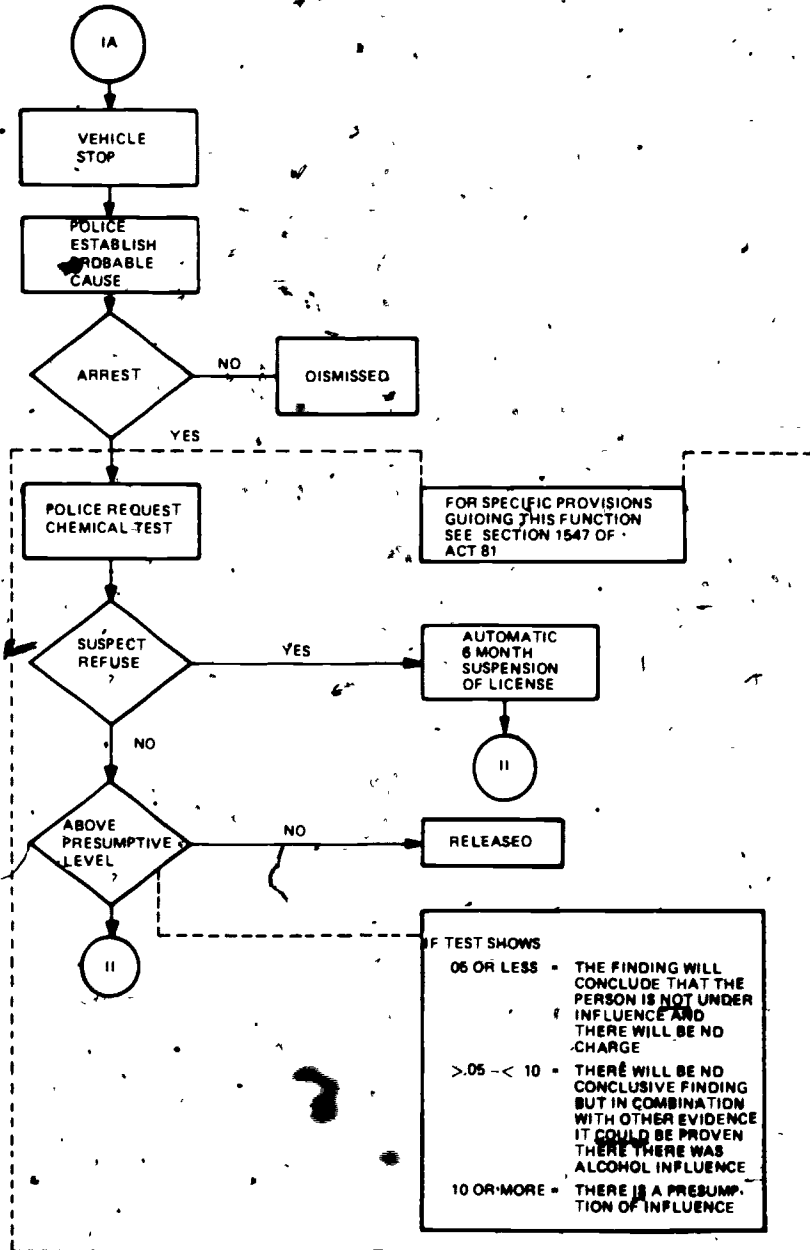 IA
VEHICLE
STOP
POLICE
ESTABLISH
PROBABLE
CAUSE
ARREST
NO
DISMISSED
YES
POLICE REQUEST
CHEMICAL TEST
FOR SPECIFIC PROVISIONS
GUIDING THIS FUNCTION
SEE SECTION 1547 OF
ACT 81
SUSPECT
REFUSE
?
YES
AUTOMATIC
6 MONTH
SUSPENSION
OF LICENSE
II
NO
ABOVE
PRESUMPTIVE
LEVEL
?
NO
RELEASED
II
IF TEST SHOWS
05 OR LESS = THE FINDING WILL
CONCLUDE THAT THE
PERSON IS NOT UNDER
INFLUENCE AND
THERE WILL BE NO
CHARGE
>.05 -< 10 = THERE WILL BE NO
CONCLUSIVE FINDING
BUT IN COMBINATION
WITH OTHER EVIDENCE
IT COULD BE PROVEN
THERE THERE WAS
ALCOHOL INFLUENCE
10 OR MORE = THERE IS A PRESUMP-
TION OF INFLUENCE